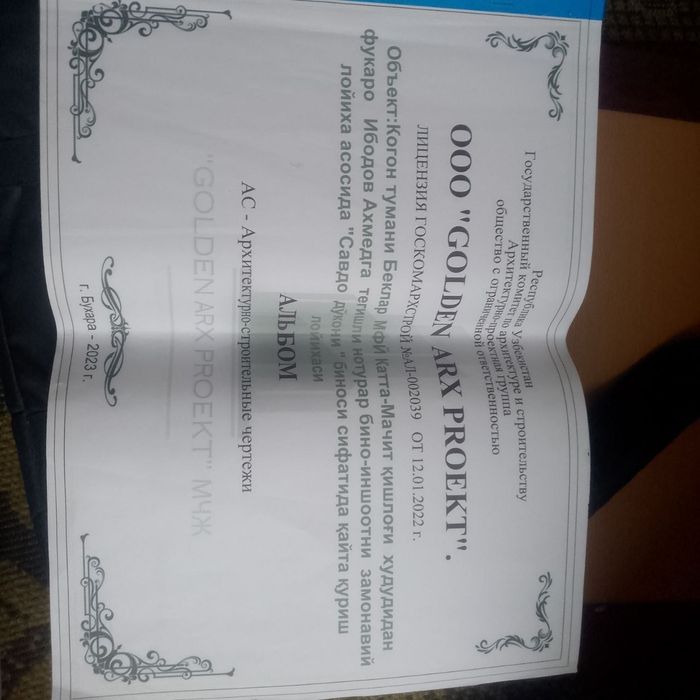 Республика Узбекистан
Государственный комитет по архитектуре и строительству
Архитектурно-проектная группа
общество с ограниченной ответственностью
ООО "GOLDEN ARX PROEKT".
ЛИЦЕНЗИЯ ГОСКОМАРХСТРОЙ №АЛ-002039 ОТ 12.01.2022 г.
Объект:Когон тумани Беклар МФЙ Катта-Мачит қишлоғи худудидан
фукаро Ибодов Ахмедга тегишли нотурар бино-иншоотни замонавий
лойиха асосида "Савдо дўкони " биноси сифатида қайта қуриш
лойихаси
АЛЬБОМ
АС - Архитектурно-строительные чертежи
"GOLDEN ARX PROEKT" МЧЖ
г. Бухара - 2023 г.